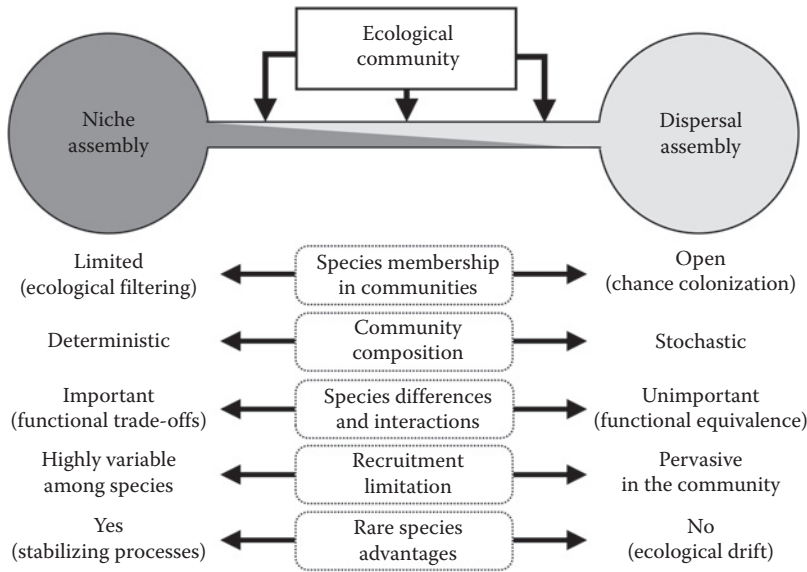 Ecological
community
Niche
assembly
Dispersal
assembly
Limited
(ecological filtering)
Species membership
in communities
Open
(chance colonization)
Deterministic
Community
composition
Stochastic
Important
(functional trade-offs)
Species differences
and interactions
Unimportant
(functional equivalence)
Highly variable
among species
Recruitment
limitation
Pervasive
in the community
Yes
(stabilizing processes)
Rare species
advantages
No
(ecological drift)